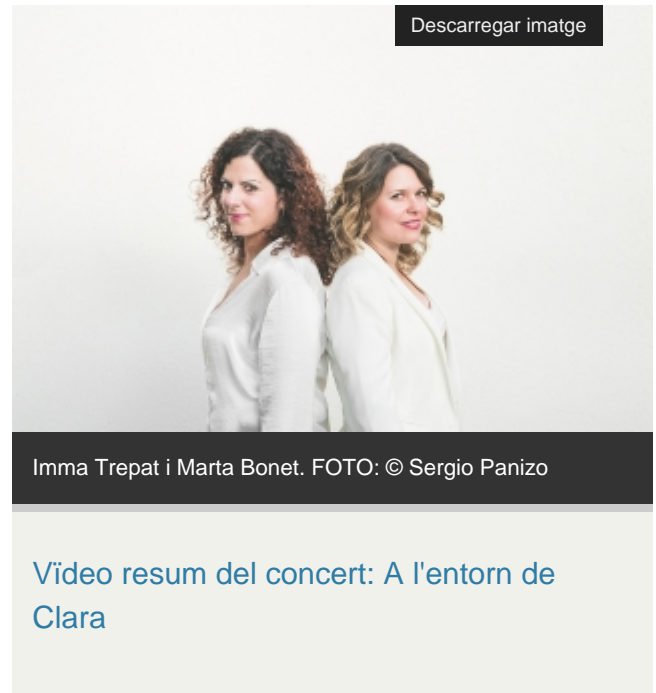 Descarregar imatge
Imma Trepat i Marta Bonet. FOTO: © Sergio Panizo
Vïdeo resum del concert: A l'entorn de
Clara